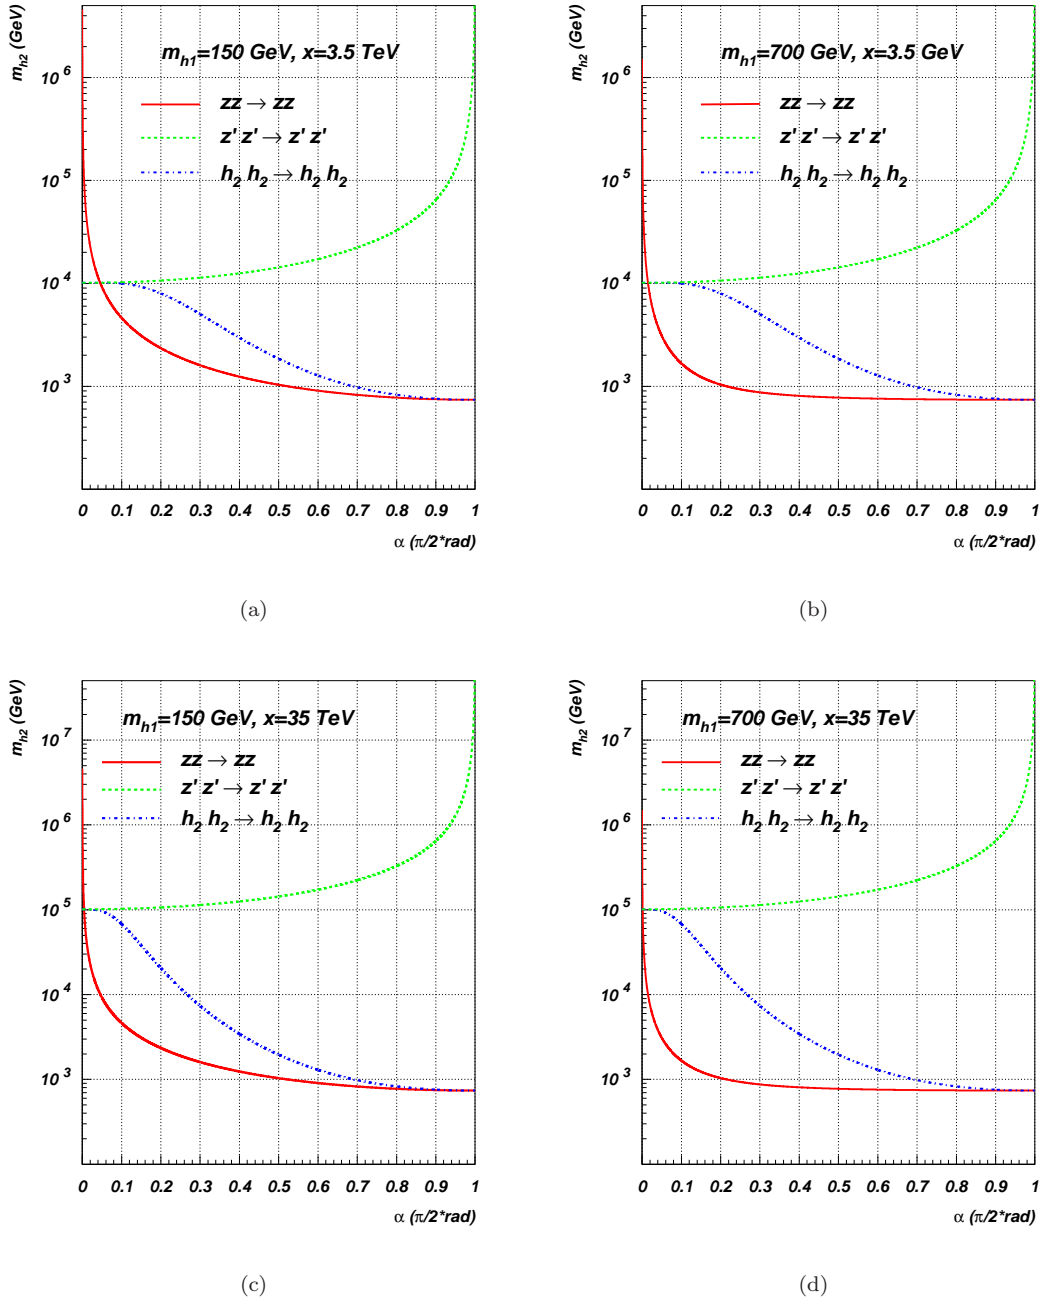 m_h2 (GeV)
m_h1=150 GeV, x=3.5 TeV
zz → zz
z' z' → z' z'
h_2 h_2 → h_2 h_2
10^6
10^5
10^4
10^3
0 0.1 0.2 0.3 0.4 0.5 0.6 0.7 0.8 0.9 1
α (π/2*rad)
(a)
m_h2 (GeV)
m_h1=700 GeV, x=3.5 GeV
zz → zz
z' z' → z' z'
h_2 h_2 → h_2 h_2
10^6
10^5
10^4
10^3
0 0.1 0.2 0.3 0.4 0.5 0.6 0.7 0.8 0.9 1
α (π/2*rad)
(b)
m_h2 (GeV)
m_h1=150 GeV, x=35 TeV
zz → zz
z' z' → z' z'
h_2 h_2 → h_2 h_2
10^7
10^6
10^5
10^4
10^3
0 0.1 0.2 0.3 0.4 0.5 0.6 0.7 0.8 0.9 1
α (π/2*rad)
(c)
m_h2 (GeV)
m_h1=700 GeV, x=35 TeV
zz → zz
z' z' → z' z'
h_2 h_2 → h_2 h_2
10^7
10^6
10^5
10^4
10^3
0 0.1 0.2 0.3 0.4 0.5 0.6 0.7 0.8 0.9 1
α (π/2*rad)
(d)